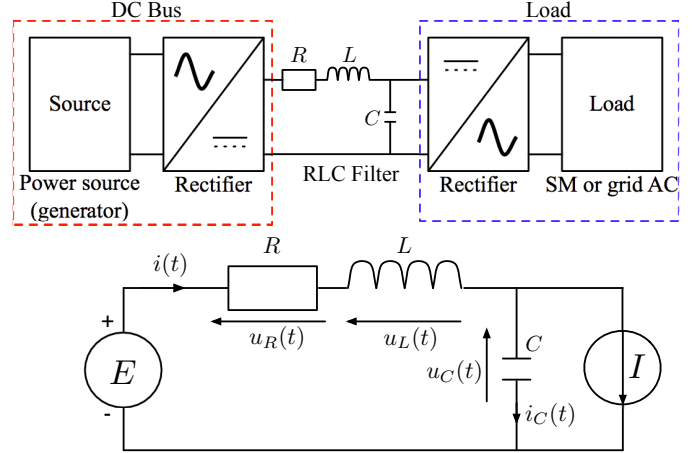 DC Bus
Load
R
L
Source
C
Load
Power source
(generator)
Rectifier
RLC Filter
Rectifier
SM or grid AC
R
L
i(t)
+
E
-
u_R(t)
u_L(t)
u_C(t)
C
i_C(t)
I